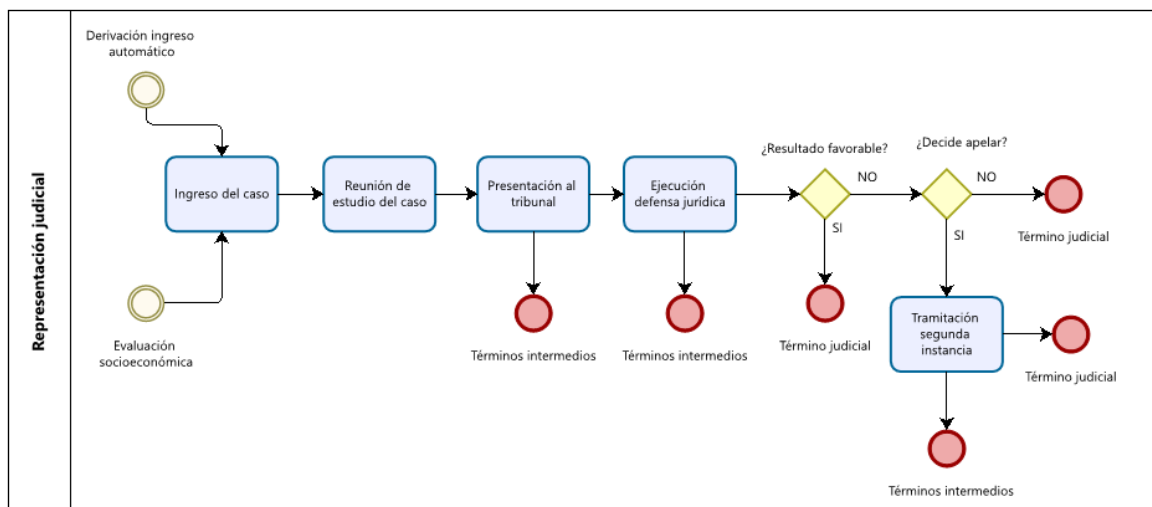 Representación judicial
Derivación ingreso
automático
Ingreso del caso
Evaluación
socioeconómica
Reunión de
estudio del caso
Presentación al
tribunal
Términos intermedios
Ejecución
defensa jurídica
Términos intermedios
¿Resultado favorable?
NO
SI
Término judicial
¿Decide apelar?
NO
Término judicial
SI
Tramitación
segunda
instancia
Término judicial
Términos intermedios